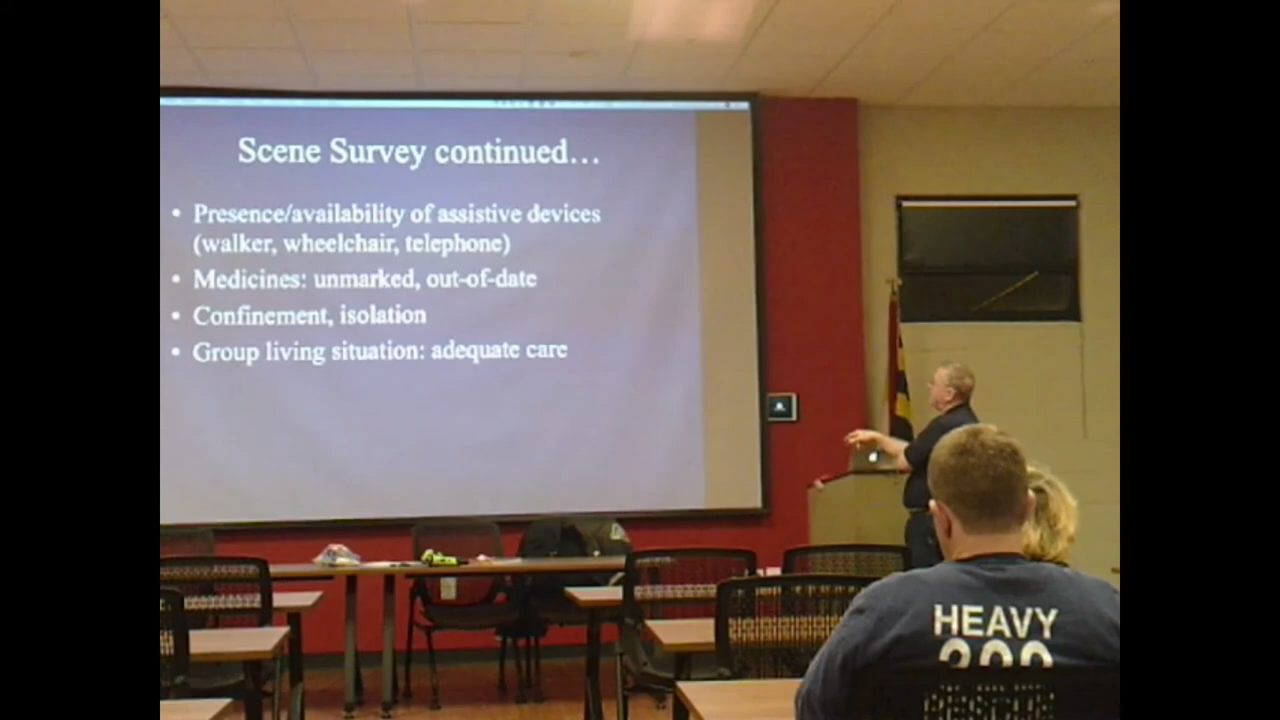 Scene Survey continued…
• Presence/availability of assistive devices
(walker, wheelchair, telephone)
• Medicines: unmarked, out-of-date
• Confinement, isolation
• Group living situation: adequate care
HEAVY